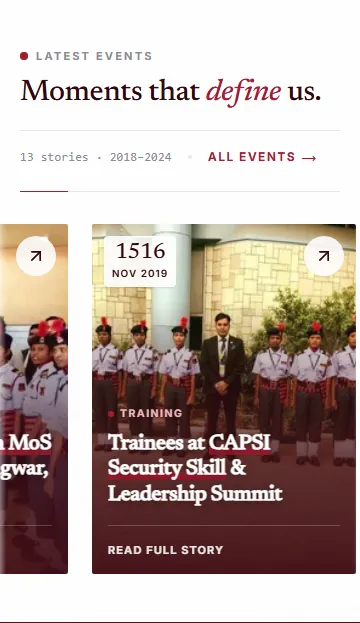 LATEST EVENTS
Moments that define us.
13 stories · 2018–2024
ALL EVENTS →
MoS
gwar,
1516
NOV 2019
TRAINING
Trainees at CAPSI
Security Skill &
Leadership Summit
READ FULL STORY